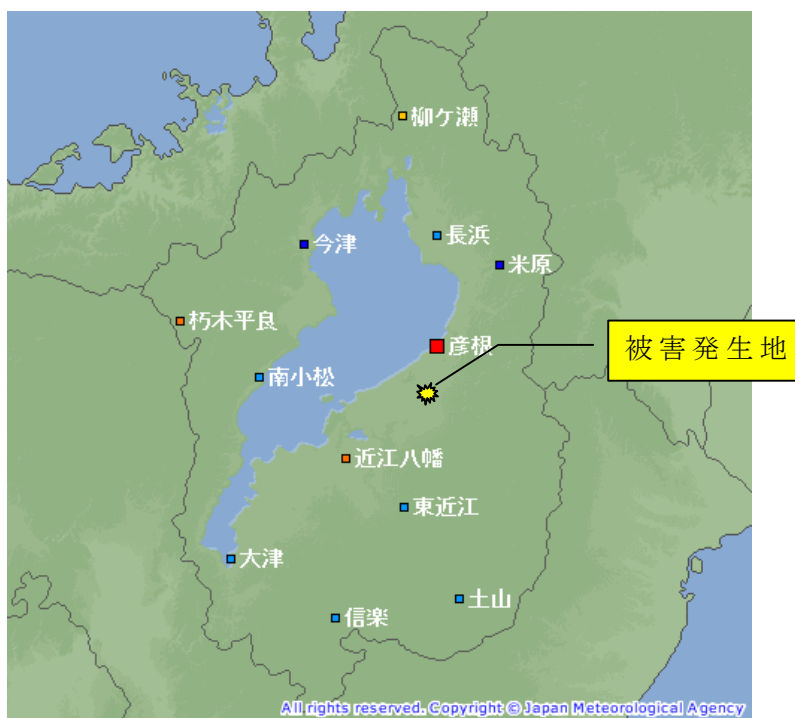 柳ケ瀬
長浜
今津
米原
朽木平良
彦根
被害発生地
南小松
近江八幡
東近江
大津
土山
信楽
All rights reserved. Copyright © Japan Meteorological Agency